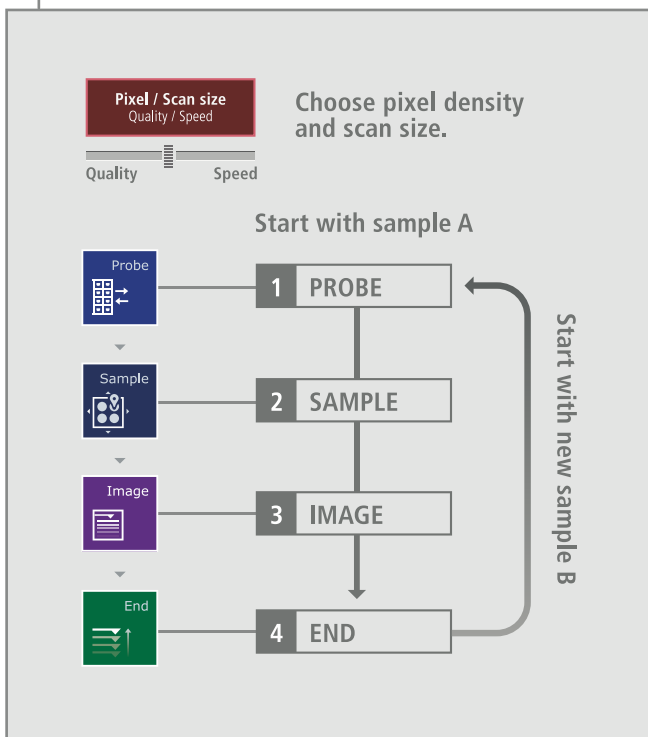 Pixel / Scan size
Quality / Speed
Quality Speed
Choose pixel density
and scan size.
Start with sample A
Probe
1 PROBE
Sample
2 SAMPLE
Image
3 IMAGE
End
4 END
Start with new sample B